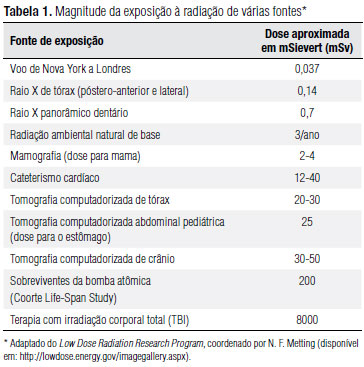 Tabela 1. Magnitude da exposição à radiação de várias fontes*
Fonte de exposição
Dose aproximada
em mSievert (mSv)
Voo de Nova York a Londres 0,037
Raio X de tórax (póstero-anterior e lateral) 0,14
Raio X panorâmico dentário 0,7
Radiação ambiental natural de base 3/ano
Mamografia (dose para mama) 2-4
Cateterismo cardíaco 12-40
Tomografia computadorizada de tórax 20-30
Tomografia computadorizada abdominal pediátrica
(dose para o estômago)
25
Tomografia computadorizada de crânio 30-50
Sobreviventes da bomba atômica
(Coorte Life-Span Study)
200
Terapia com irradiação corporal total (TBI) 8000
* Adaptado do Low Dose Radiation Research Program, coordenado por N. F. Metting (disponível
em: http://lowdose.energy.gov/imagegallery.aspx).